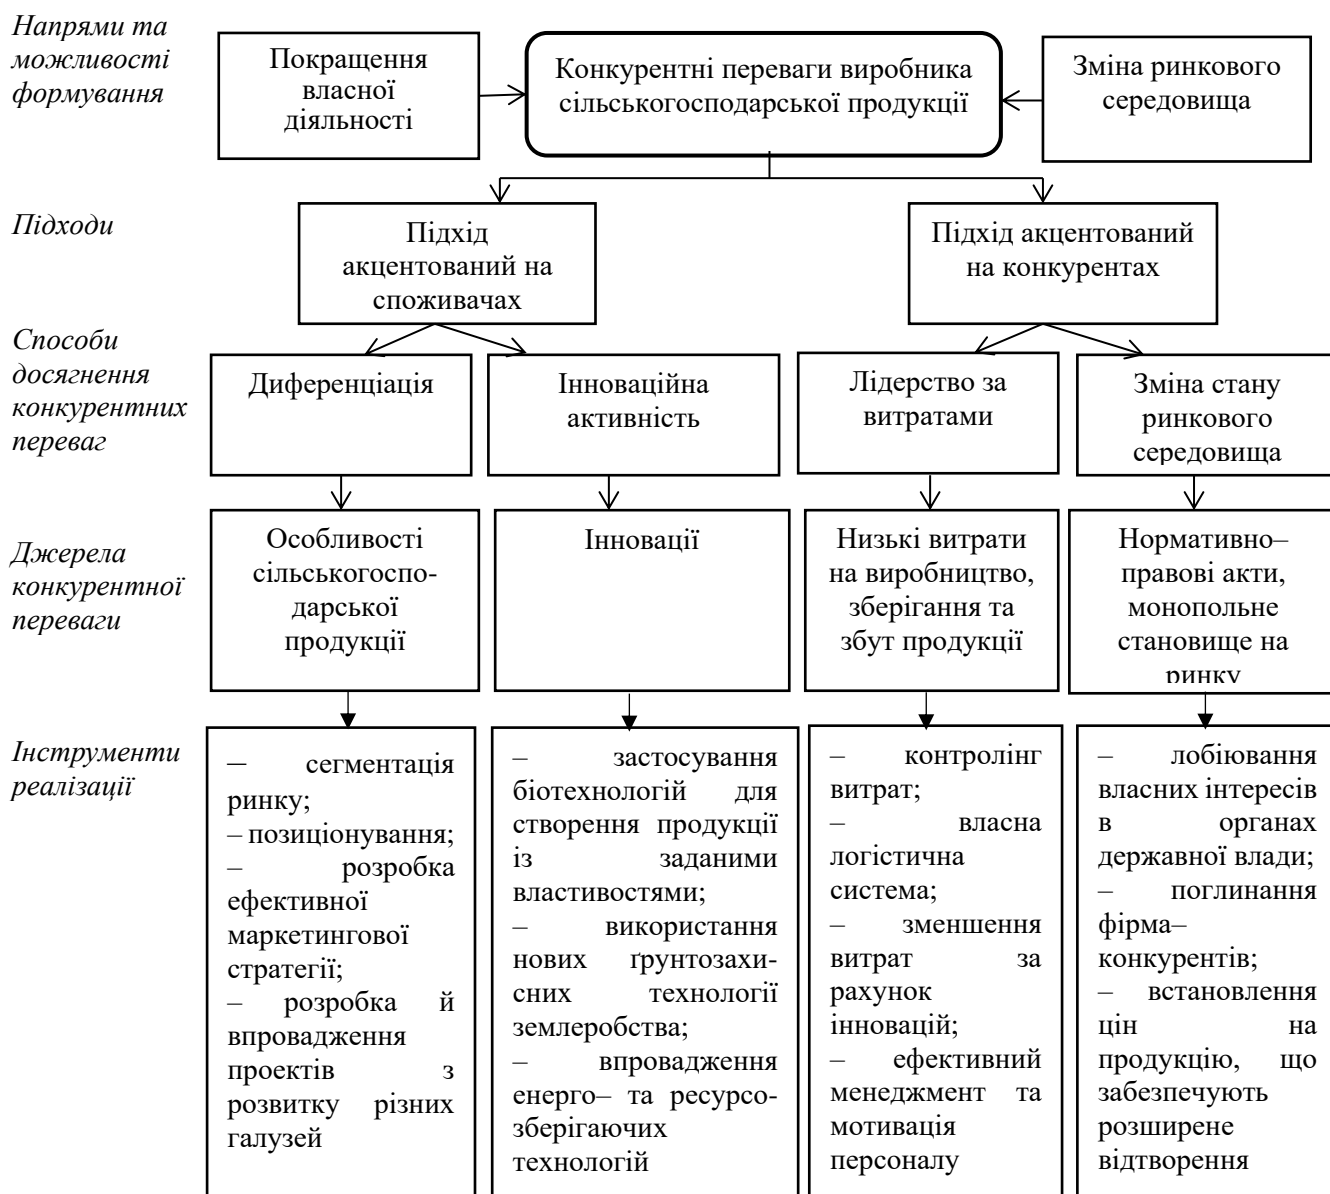 Напрями та
можливості
формування
Покращення
власної
діяльності
Конкурентні переваги виробника
сільськогосподарської продукції
Зміна ринкового
середовища
Підходи
Підхід
акцентований на
споживачах
Підхід акцентований
на конкурентах
Способи
досягнення
конкурентних
переваг
Диференціація
Інноваційна
активність
Лідерство за
витратами
Зміна стану
ринкового
середовища
Джерела
конкурентної
переваги
Особливості
сільськогоспо-
дарської
продукції
Інновації
Низькі витрати
на виробництво,
зберігання та
збут продукції
Нормативно–
правові акти,
монопольне
становище на
ринку
Інструменти
реалізації
— сегментація
ринку;
– позиціонування;
– розробка
ефективної
маркетингової
стратегії;
– розробка й
впровадження
проектів з
розвитку різних
галузей
– застосування
біотехнологій для
створення продукції
із заданими
властивостями;
– використання
нових ґрунтозахи-
сних технології
землеробства;
– впровадження
енерго– та ресурсо-
зберігаючих
технологій
– контролінг
витрат;
– власна
логістична
система;
– зменшення
витрат за
рахунок
інновацій;
– ефективний
менеджмент та
мотивація
персоналу
– лобіювання
власних інтересів
в органах
державної влади;
– поглинання
фірма–
конкурентів;
– встановлення
цін на
продукцію, що
забезпечують
розширене
відтворення